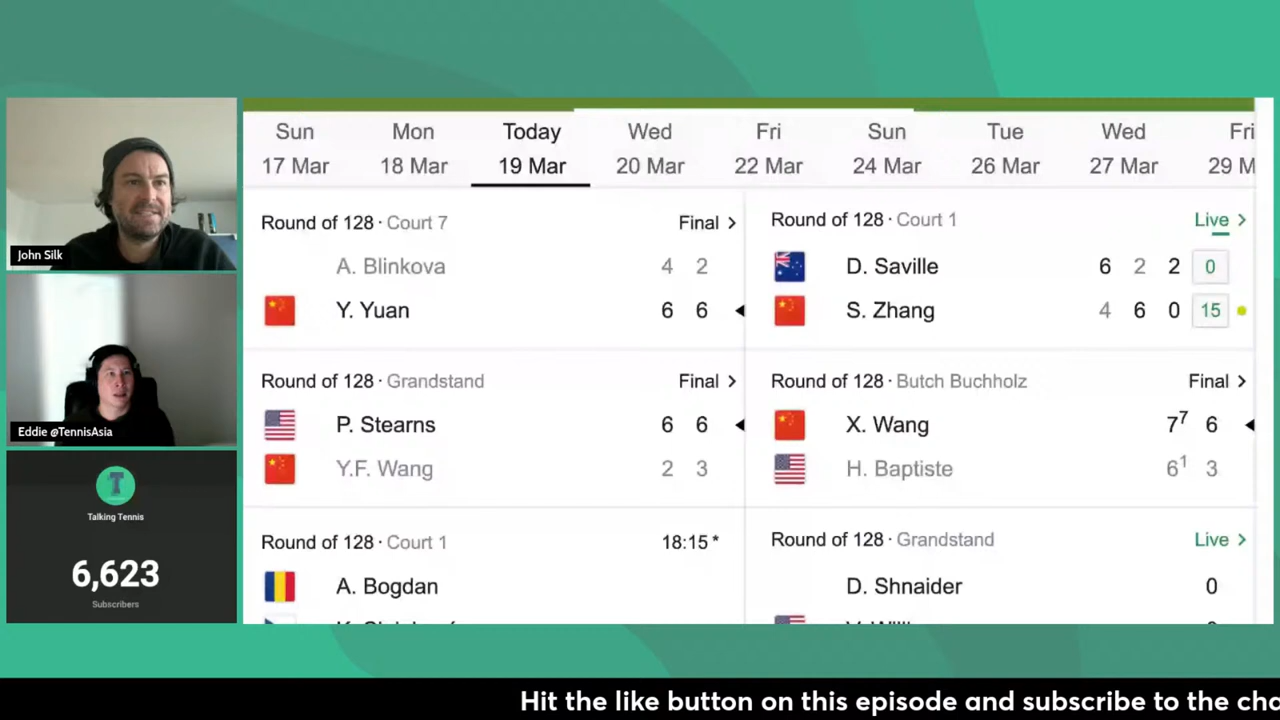 John Silk
Eddie @TennisAsia
Talking Tennis
6,623
Subscribers
Sun Mon Today Wed Fri Sun Tue Wed Fri
17 Mar 18 Mar 19 Mar 20 Mar 22 Mar 24 Mar 26 Mar 27 Mar 29 M
Round of 128 · Court 7 Final
A. Blinkova 4 2
Y. Yuan 6 6
Round of 128 · Court 1 Live
D. Saville 6 2 2 0
S. Zhang 4 6 0 15
Round of 128 · Grandstand Final
P. Stearns 6 6
Y.F. Wang 2 3
Round of 128 · Butch Buchholz Final
X. Wang 7⁷ 6
H. Baptiste 6¹ 3
Round of 128 · Court 1 18:15 *
A. Bogdan
Round of 128 · Grandstand Live
D. Shnaider 0
Hit the like button on this episode and subscribe to the cha